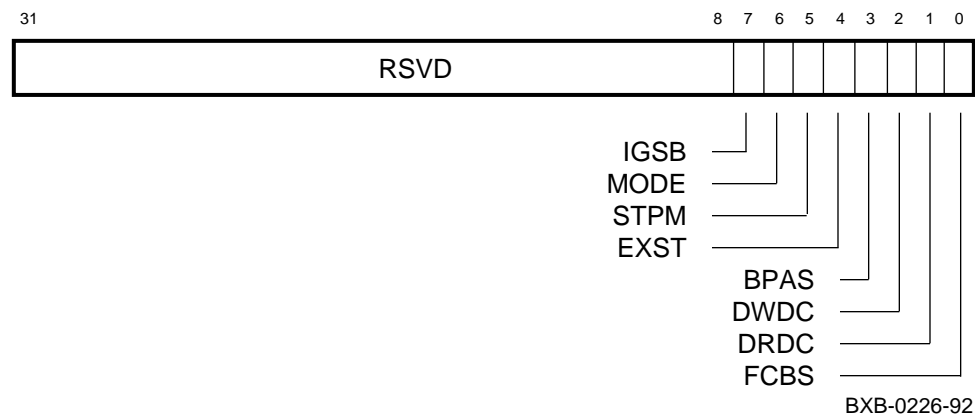 31 8 7 6 5 4 3 2 1 0
RSVD
IGSB
MODE
STPM
EXST
BPAS
DWDC
DRDC
FCBS
BXB-0226-92